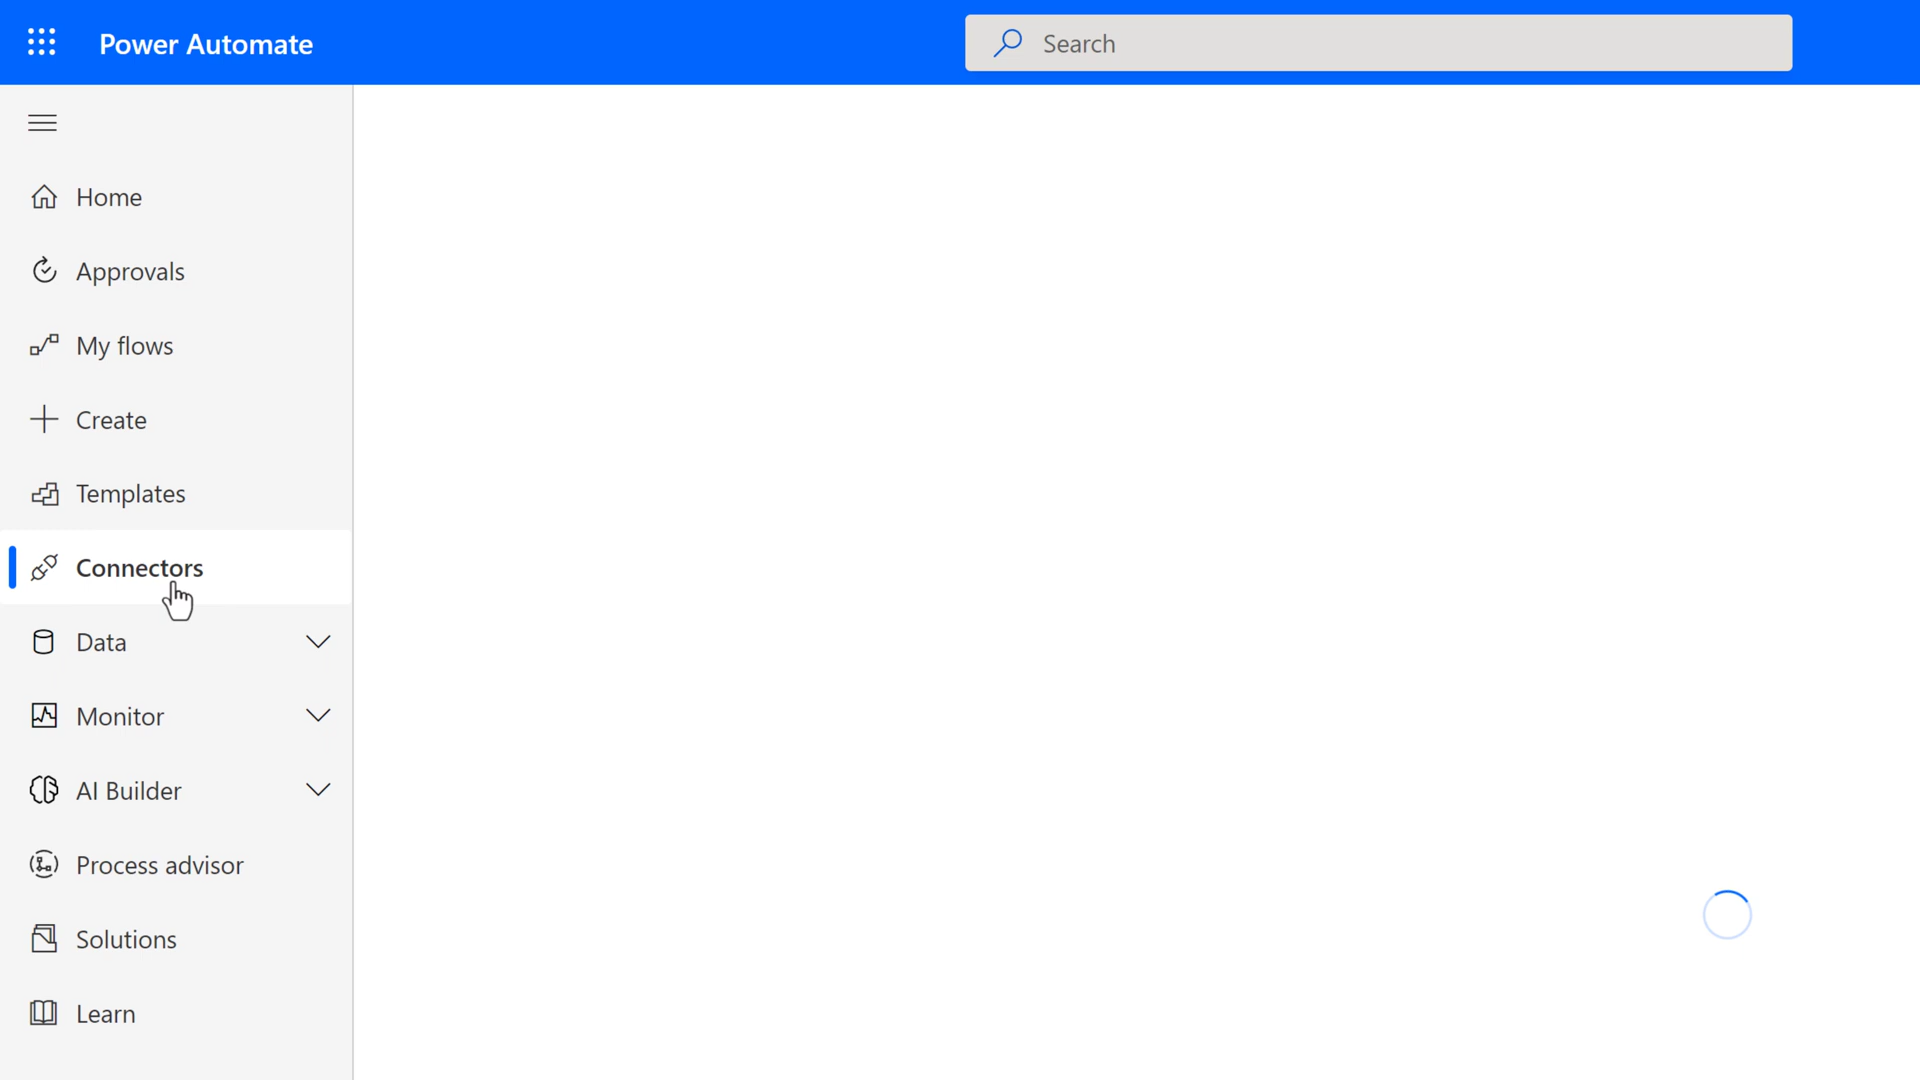 Power Automate
Search
Home
Approvals
My flows
Create
Templates
Connectors
Data
Monitor
AI Builder
Process advisor
Solutions
Learn